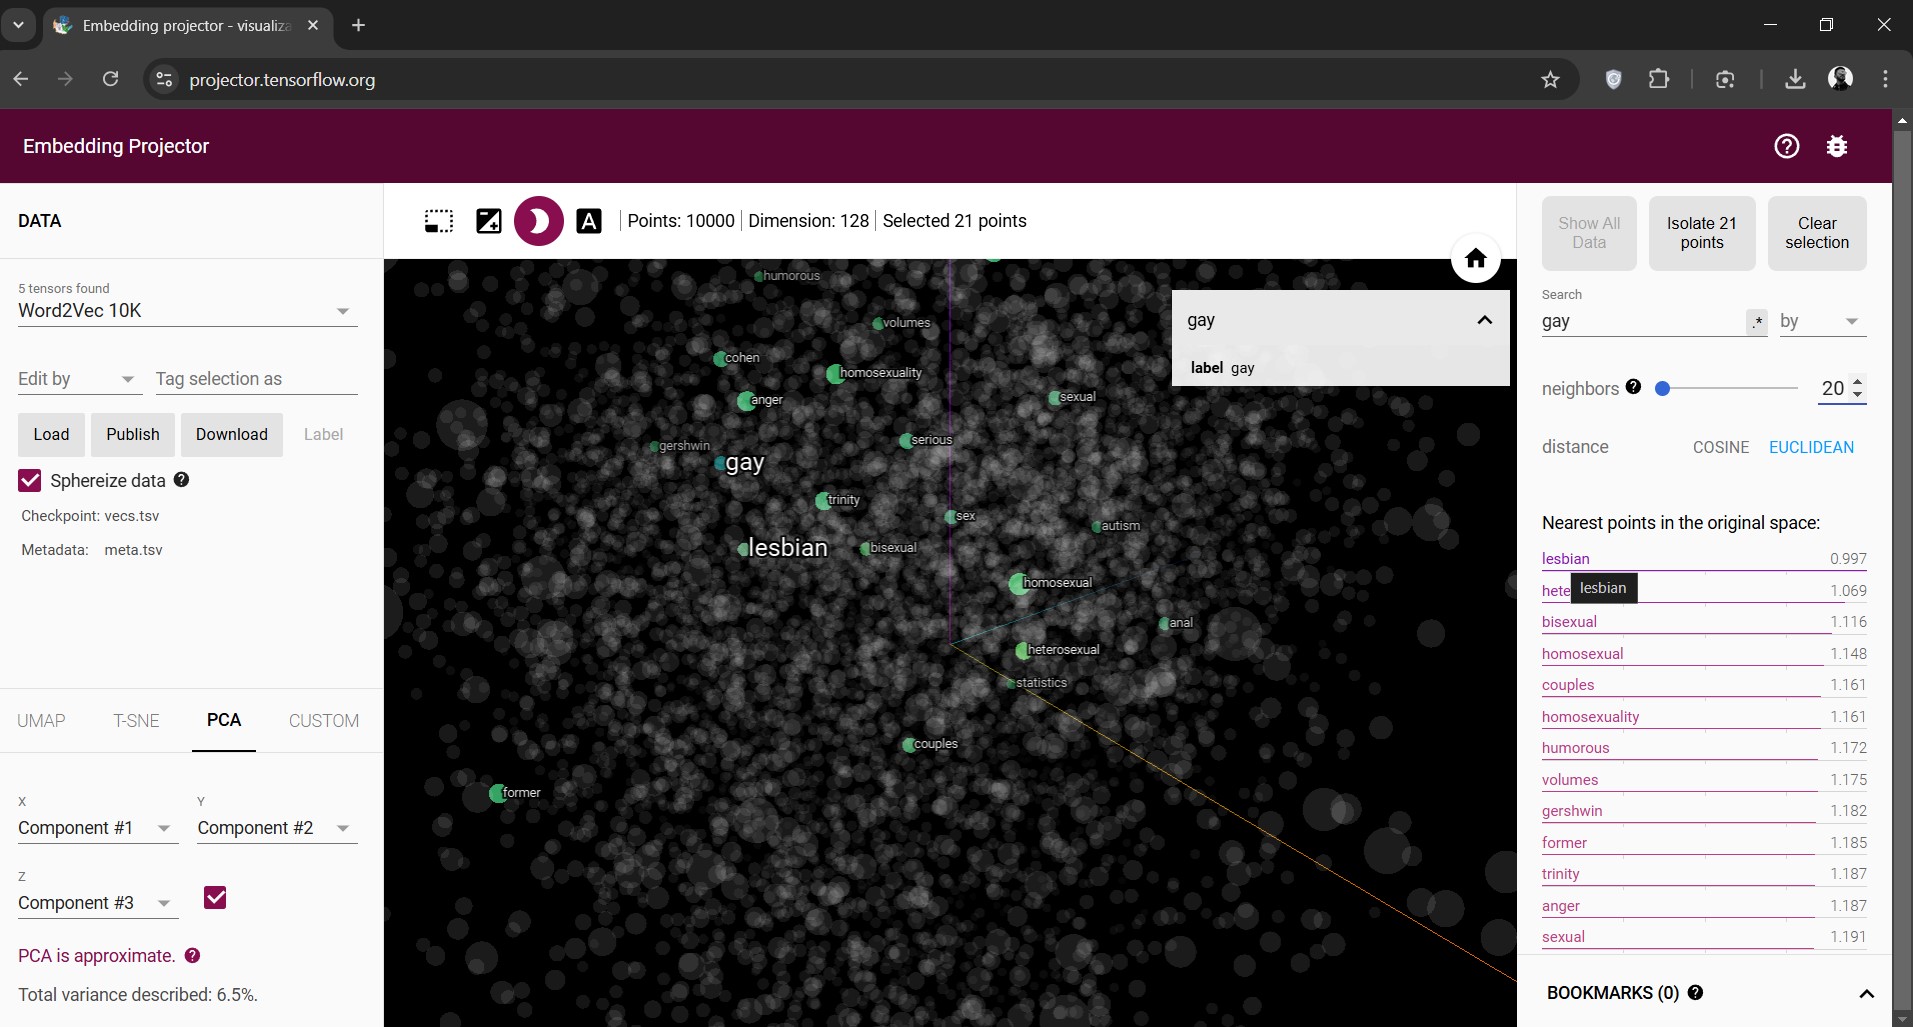 Embedding projector - visualiza
projector.tensorflow.org
Embedding Projector
DATA
5 tensors found
Word2Vec 10K
Edit by
Tag selection as
Load
Publish
Download
Label
Sphereize data
Checkpoint: vecs.tsv
Metadata: meta.tsv
UMAP
T-SNE
PCA
CUSTOM
X
Y
Component #1
Component #2
Z
Component #3
PCA is approximate.
Total variance described: 6.5%.
A
Points: 10000
Dimension: 128
Selected 21 points
humorous
volumes
cohen
homosexuality
anger
sexual
serious
gershwin
gay
trinity
sex
autism
lesbian
bisexual
homosexual
anal
heterosexual
statistics
couples
former
gay
label gay
Show All
Data
Isolate 21
points
Clear
selection
Search
gay
.*
by
neighbors
20
distance
COSINE
EUCLIDEAN
Nearest points in the original space:
lesbian 0.997
hete 1.069
lesbian
bisexual 1.116
homosexual 1.148
couples 1.161
homosexuality 1.161
humorous 1.172
volumes 1.175
gershwin 1.182
former 1.185
trinity 1.187
anger 1.187
sexual 1.191
BOOKMARKS (0)